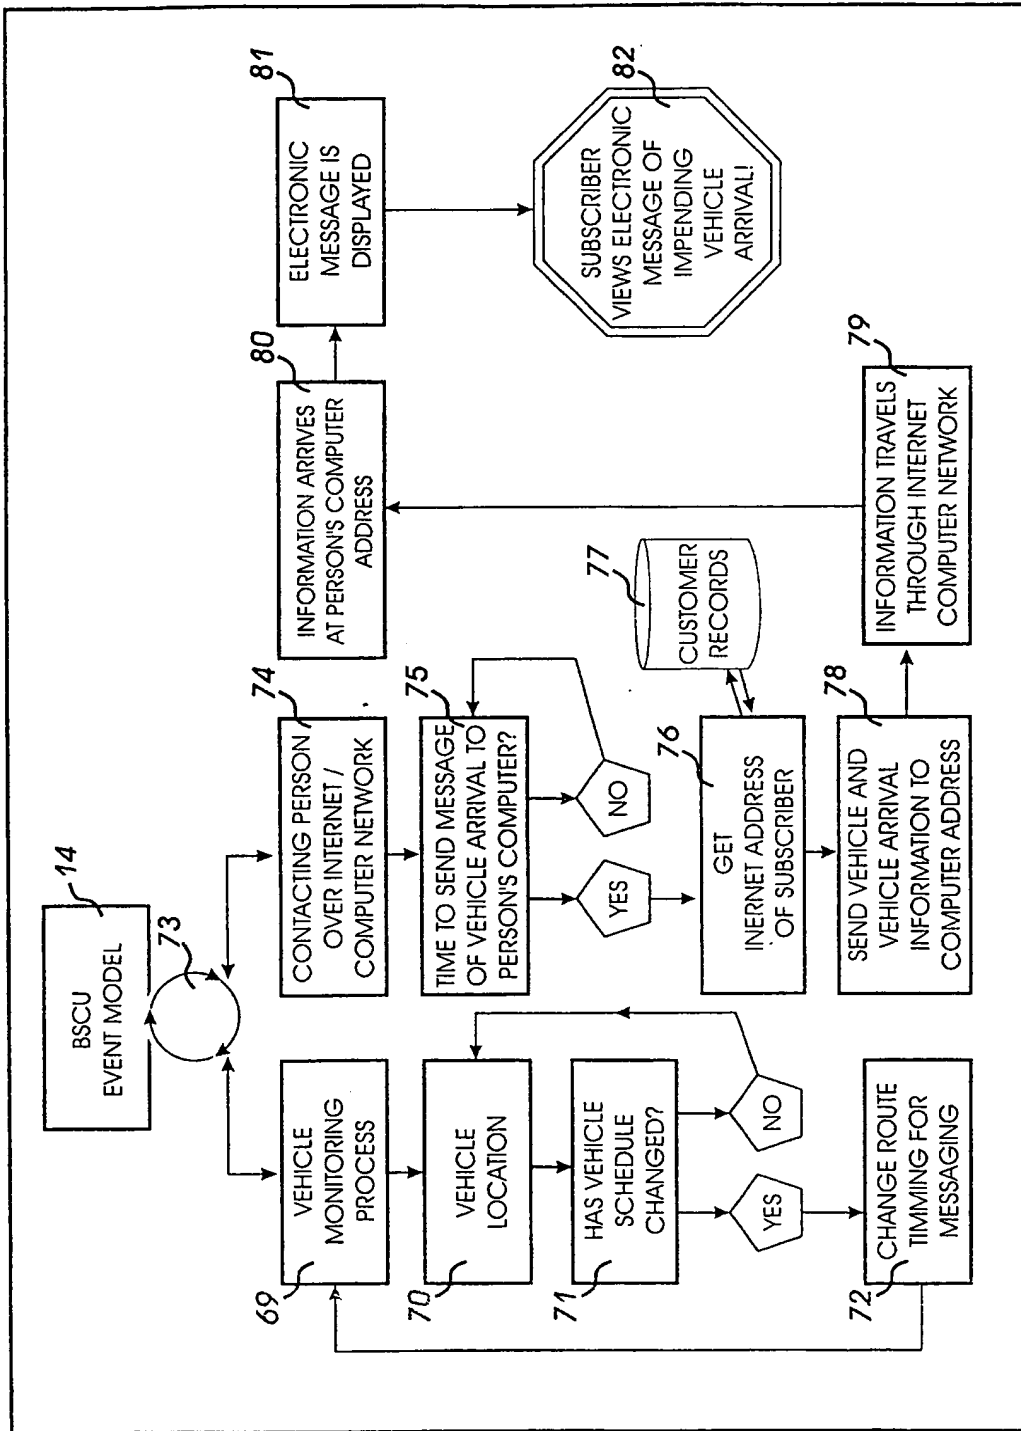 14
BSCU
EVENT MODEL
73
69
VEHICLE
MONITORING
PROCESS
70
VEHICLE
LOCATION
71
HAS VEHICLE
SCHEDULE
CHANGED?
YES
NO
72
CHANGE ROUTE
TIMMING FOR
MESSAGING
74
CONTACTING PERSON
OVER INTERNET /
COMPUTER NETWORK
75
TIME TO SEND MESSAGE
OF VEHICLE ARRIVAL TO
PERSON'S COMPUTER?
YES
NO
76
GET
INERNET ADDRESS
OF SUBSCRIBER
77
CUSTOMER
RECORDS
78
SEND VEHICLE AND
VEHICLE ARRIVAL
INFORMATION TO
COMPUTER ADDRESS
79
INFORMATION TRAVELS
THROUGH INTERNET
COMPUTER NETWORK
80
INFORMATION ARRIVES
AT PERSON'S COMPUTER
ADDRESS
81
ELECTRONIC
MESSAGE IS
DISPLAYED
82
SUBSCRIBER
VIEWS ELECTRONIC
MESSAGE OF
IMPENDING
VEHICLE
ARRIVAL!